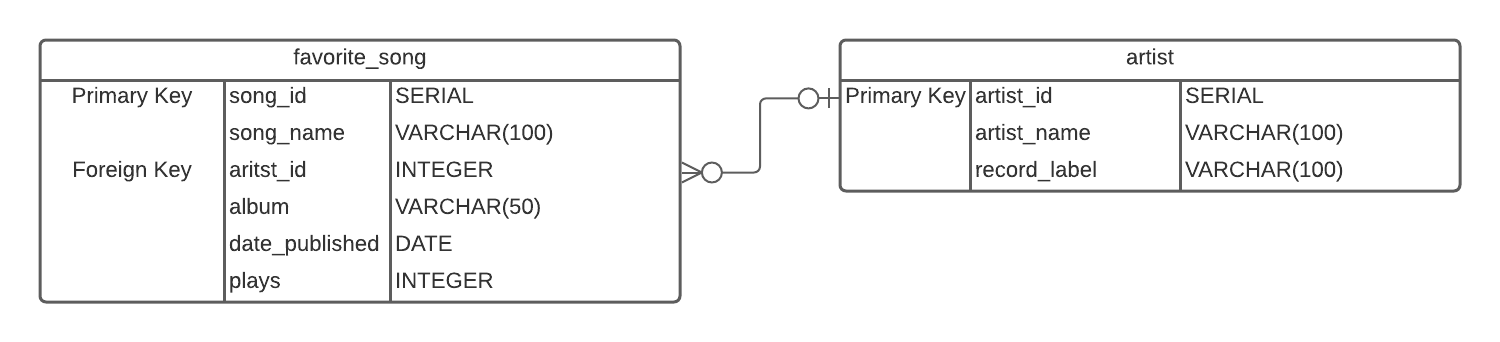 favorite_song
Primary Key song_id SERIAL
song_name VARCHAR(100)
Foreign Key aritst_id INTEGER
album VARCHAR(50)
date_published DATE
plays INTEGER
artist
Primary Key artist_id SERIAL
artist_name VARCHAR(100)
record_label VARCHAR(100)